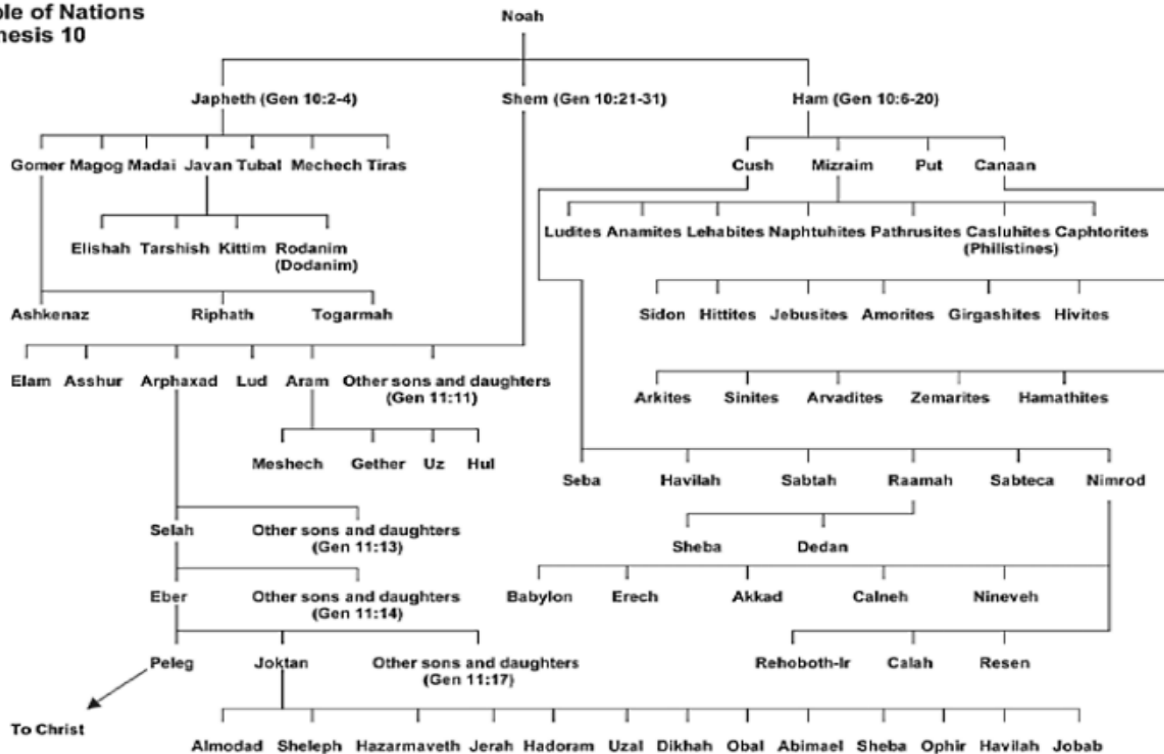 ble of Nations
nesis 10
Noah
Japheth (Gen 10:2-4) Shem (Gen 10:21-31) Ham (Gen 10:6-20)
Gomer Magog Madai Javan Tubal Mechech Tiras
Cush Mizraim Put Canaan
Ludites Anamites Lehabites Naphtuhites Pathrusites Casluhites Caphtorites
(Philistines)
Elishah Tarshish Kittim Rodanim
(Dodanim)
Ashkenaz Riphath Togarmah
Sidon Hittites Jebusites Amorites Girgashites Hivites
Elam Asshur Arphaxad Lud Aram Other sons and daughters
(Gen 11:11)
Arkites Sinites Arvadites Zemarites Hamathites
Meshech Gether Uz Hul
Seba Havilah Sabtah Raamah Sabteca Nimrod
Selah Other sons and daughters
(Gen 11:13)
Sheba Dedan
Eber Other sons and daughters
(Gen 11:14)
Babylon Erech Akkad Calneh Nineveh
Peleg Joktan Other sons and daughters
(Gen 11:17)
Rehoboth-Ir Calah Resen
To Christ
Almodad Sheleph Hazarmaveth Jerah Hadoram Uzal Dikhah Obal Abimael Sheba Ophir Havilah Jobab